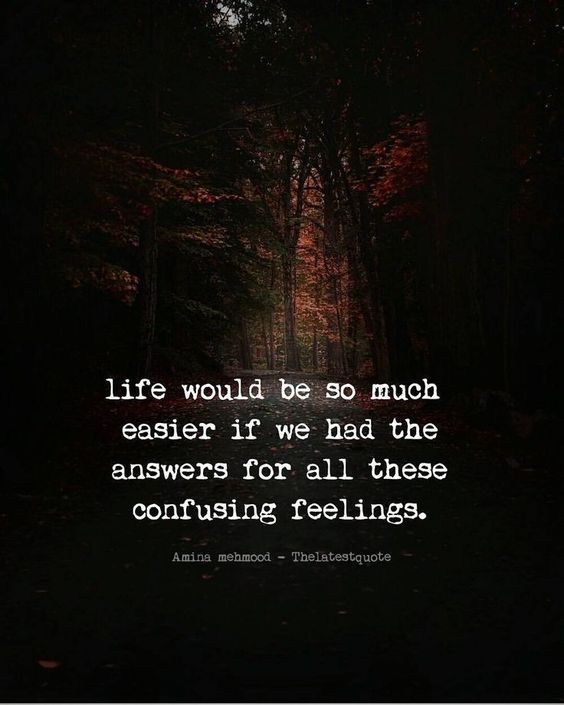 life would be so much
easier if we had the
answers for all these
confusing feelings.
Amina mehmood - Thelatestquote